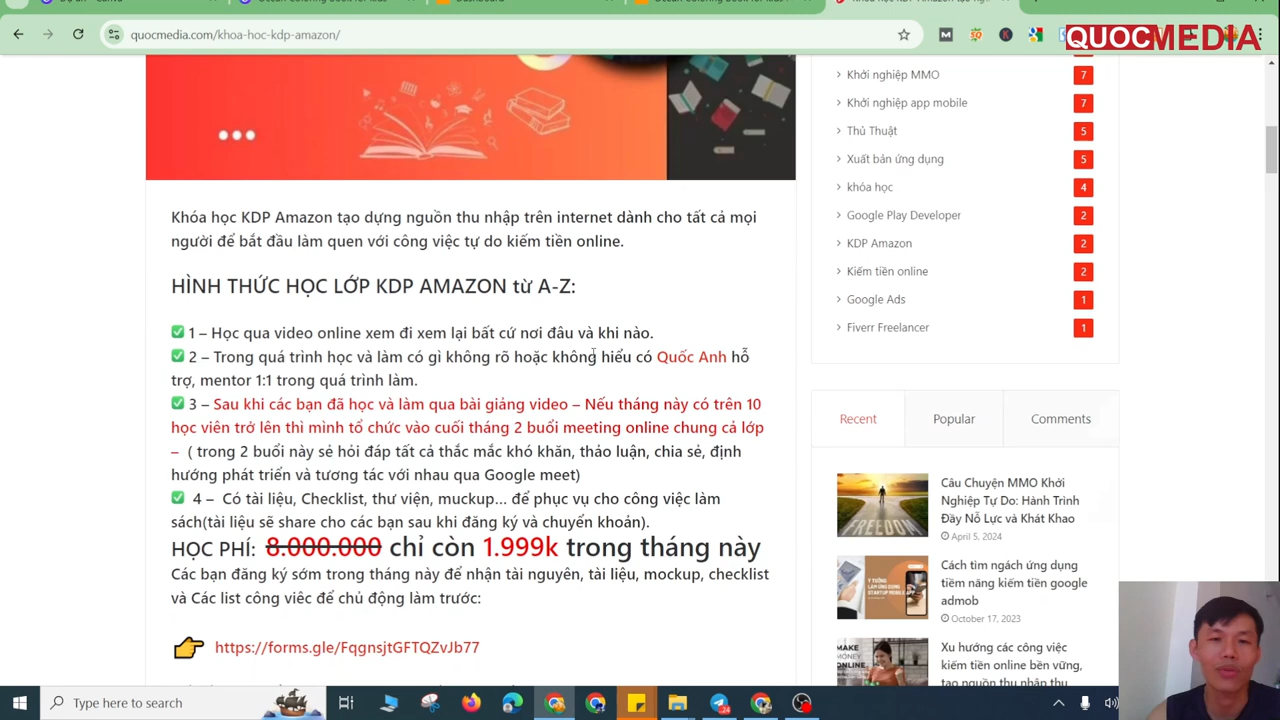 quocmedia.com/khoa-hoc-kdp-amazon/
QUOCMEDIA
Khóa học KDP Amazon tạo dựng nguồn thu nhập trên internet dành cho tất cả mọi
người để bắt đầu làm quen với công việc tự do kiếm tiền online.
HÌNH THỨC HỌC LỚP KDP AMAZON từ A-Z:
1 – Học qua video online xem đi xem lại bất cứ nơi đâu và khi nào.
2 – Trong quá trình học và làm có gì không rõ hoặc không hiểu có Quốc Anh hỗ
trợ, mentor 1:1 trong quá trình làm.
3 – Sau khi các bạn đã học và làm qua bài giảng video – Nếu tháng này có trên 10
học viên trở lên thì mình tổ chức vào cuối tháng 2 buổi meeting online chung cả lớp
– ( trong 2 buổi này sẻ hỏi đáp tất cả thắc mắc khó khăn, thảo luận, chia sẻ, định
hướng phát triển và tương tác với nhau qua Google meet)
4 – Có tài liệu, Checklist, thư viện, muckup... để phục vụ cho công việc làm
sách(tài liệu sẽ share cho các bạn sau khi đăng ký và chuyển khoản).
HỌC PHÍ: 8.000.000 chỉ còn 1.999k trong tháng này
Các bạn đăng ký sớm trong tháng này để nhận tài nguyên, tài liệu, mockup, checklist
và Các list công viêc để chủ động làm trước:
https://forms.gle/FqgnsjtGFTQZvJb77
Khởi nghiệp MMO 7
Khởi nghiệp app mobile 7
Thủ Thuật 5
Xuất bản ứng dụng 5
khóa học 4
Google Play Developer 2
KDP Amazon 2
Kiếm tiền online 2
Google Ads 1
Fiverr Freelancer 1
Recent Popular Comments
FREEDOM
Câu Chuyện MMO Khởi
Nghiệp Tự Do: Hành Trình
Đầy Nỗ Lực và Khát Khao
April 5, 2024
Cách tìm ngách ứng dụng
tiềm năng kiếm tiền google
admob
October 17, 2023
MAKE
MONEY
ONLINE
Xu hướng các công việc
kiếm tiền online bền vững,
Type here to search